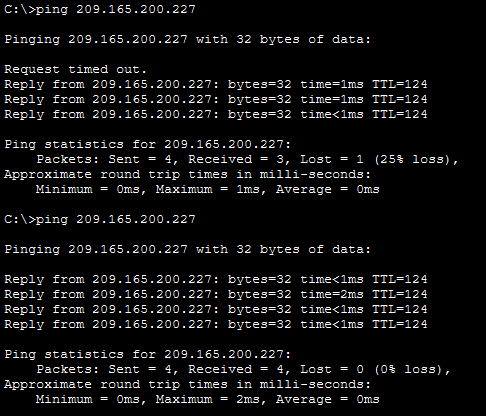 C:\>ping 209.165.200.227
Pinging 209.165.200.227 with 32 bytes of data:
Request timed out.
Reply from 209.165.200.227: bytes=32 time=1ms TTL=124
Reply from 209.165.200.227: bytes=32 time=1ms TTL=124
Reply from 209.165.200.227: bytes=32 time<1ms TTL=124
Ping statistics for 209.165.200.227:
    Packets: Sent = 4, Received = 3, Lost = 1 (25% loss),
Approximate round trip times in milli-seconds:
    Minimum = 0ms, Maximum = 1ms, Average = 0ms
C:\>ping 209.165.200.227
Pinging 209.165.200.227 with 32 bytes of data:
Reply from 209.165.200.227: bytes=32 time<1ms TTL=124
Reply from 209.165.200.227: bytes=32 time=2ms TTL=124
Reply from 209.165.200.227: bytes=32 time<1ms TTL=124
Reply from 209.165.200.227: bytes=32 time<1ms TTL=124
Ping statistics for 209.165.200.227:
    Packets: Sent = 4, Received = 4, Lost = 0 (0% loss),
Approximate round trip times in milli-seconds:
    Minimum = 0ms, Maximum = 2ms, Average = 0ms